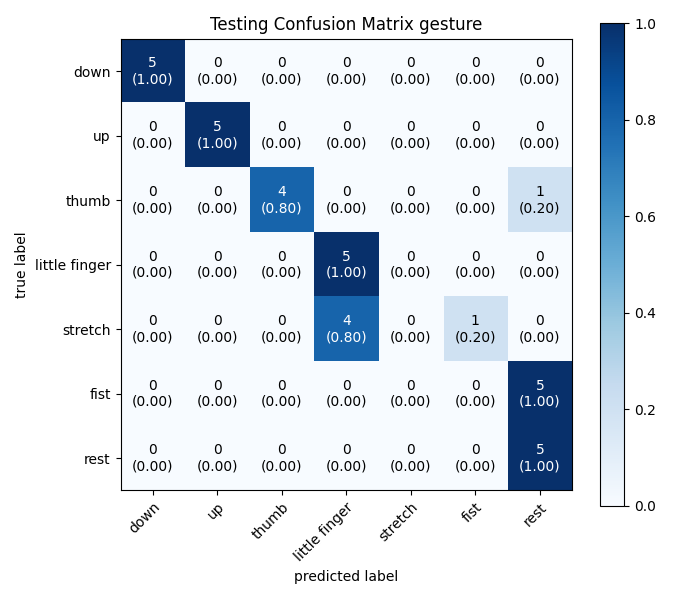 Testing Confusion Matrix gesture
down 5 0 0 0 0 0 0
(1.00) (0.00) (0.00) (0.00) (0.00) (0.00) (0.00)
up 0 5 0 0 0 0 0
(0.00) (1.00) (0.00) (0.00) (0.00) (0.00) (0.00)
thumb 0 0 4 0 0 0 1
(0.00) (0.00) (0.80) (0.00) (0.00) (0.00) (0.20)
little finger 0 0 0 5 0 0 0
(0.00) (0.00) (0.00) (1.00) (0.00) (0.00) (0.00)
stretch 0 0 0 4 0 1 0
(0.00) (0.00) (0.00) (0.80) (0.00) (0.20) (0.00)
fist 0 0 0 0 0 0 5
(0.00) (0.00) (0.00) (0.00) (0.00) (0.00) (1.00)
rest 0 0 0 0 0 0 5
(0.00) (0.00) (0.00) (0.00) (0.00) (0.00) (1.00)
true label
down up thumb little finger stretch fist rest
predicted label
1.0
0.8
0.6
0.4
0.2
0.0